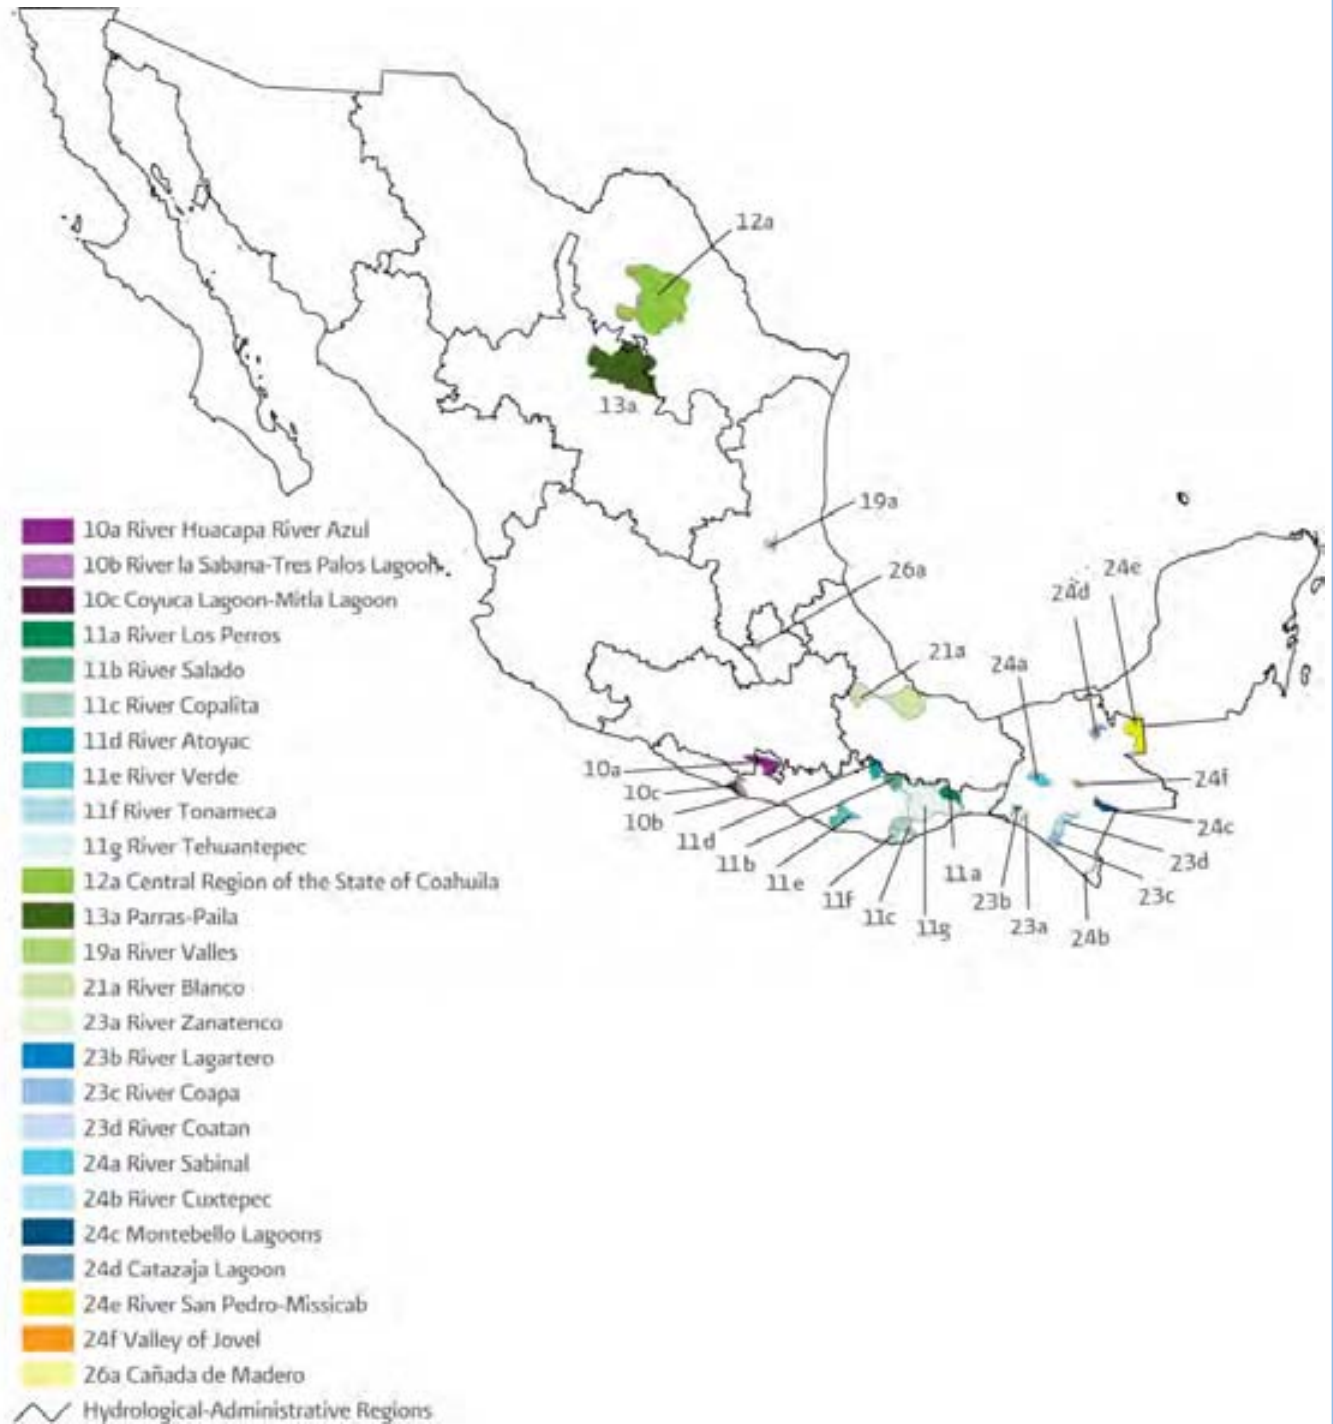 12a
13a
19a
26a
24e
24d
21a
24a
10a
10c
10b
11d
11b
11e
11f
11c
11g
11a
23b
23a
24b
23c
23d
24c
24f
10a River Huacapa River Azul
10b River la Sabana-Tres Palos Lagoon
10c Coyuca Lagoon-Mitla Lagoon
11a River Los Perros
11b River Salado
11c River Copalita
11d River Atoyac
11e River Verde
11f River Tonameca
11g River Tehuantepec
12a Central Region of the State of Coahuila
13a Parras-Paila
19a River Valles
21a River Blanco
23a River Zanatenco
23b River Lagartero
23c River Coapa
23d River Coatan
24a River Sabinal
24b River Cuxtepec
24c Montebello Lagoons
24d Catazaja Lagoon
24e River San Pedro-Missicab
24f Valley of Jovel
26a Cañada de Madero
Hydrological-Administrative Regions